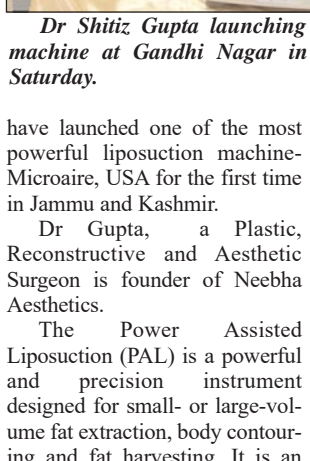 Dr Shitiz Gupta launching
machine at Gandhi Nagar in
Saturday.
have launched one of the most
powerful liposuction machine-
Microaire, USA for the first time
in Jammu and Kashmir.
Dr Gupta, a Plastic,
Reconstructive and Aesthetic
Surgeon is founder of Neebha
Aesthetics.
The Power Assisted
Liposuction (PAL) is a powerful
and precision instrument
designed for small- or large-vol-
ume fat extraction, body contour-
ing and fat harvesting. It is an